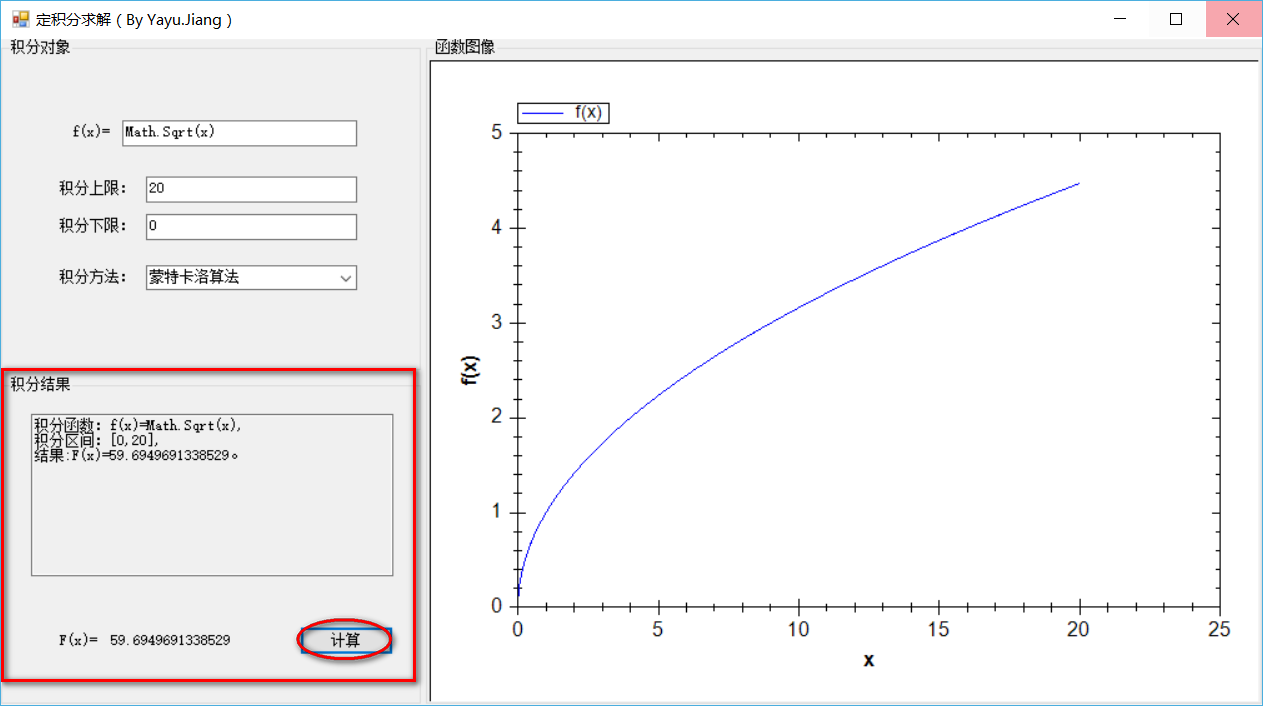 定积分求解（By Yayu.Jiang）
积分对象
f(x)= Math.Sqrt(x)
积分上限： 20
积分下限： 0
积分方法： 蒙特卡洛算法
积分结果
积分函数：f(x)=Math.Sqrt(x),
积分区间：[0,20],
结果:F(x)=59.6949691338529。
F(x)= 59.6949691338529
计算
函数图像
f(x)
5
4
3
2
1
0
f(x)
0 5 10 15 20 25
x